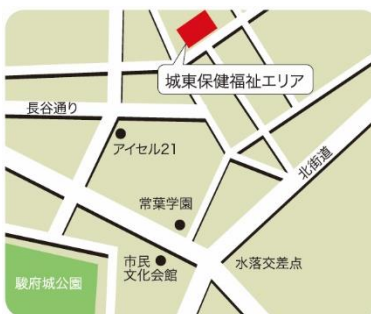 城東保健福祉エリア
長谷通り
アイセル21
北街道
常葉学園
市民
文化会館
水落交差点
駿府城公園